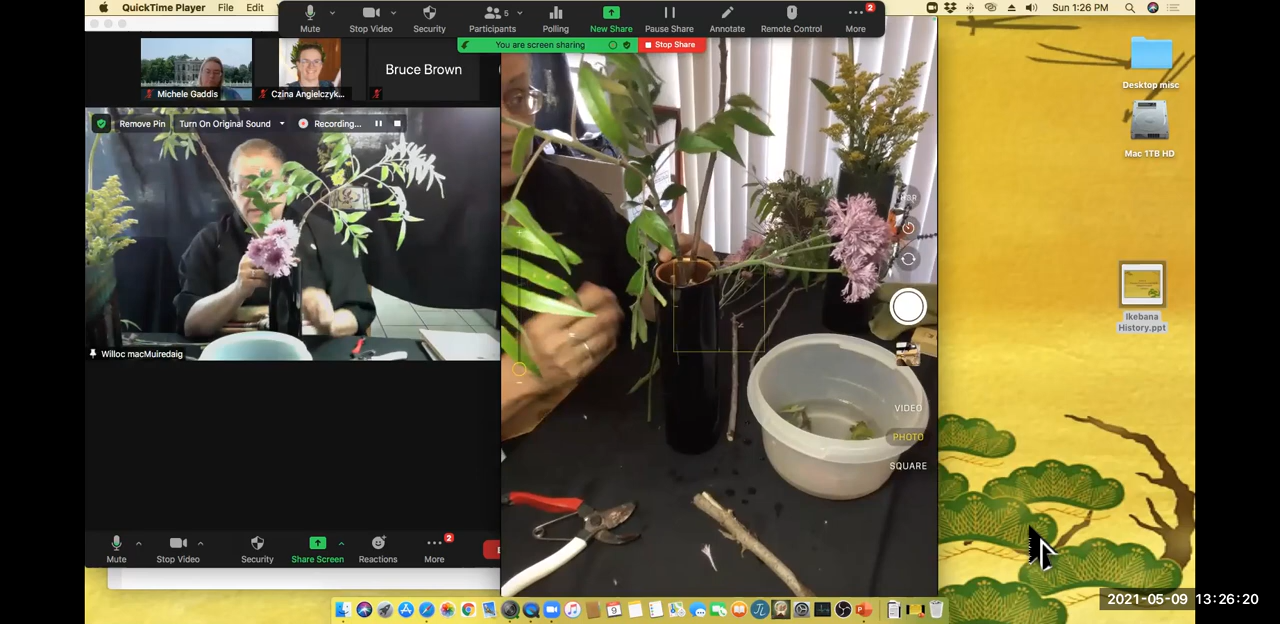 QuickTime Player File Edit
Mute Stop Video Security Participants 5 Polling New Share Pause Share Annotate Remote Control More 2
Sun 1:26 PM
You are screen sharing Stop Share
Michele Gaddis
Czina Angielczyk...
Bruce Brown
Remove Pin Turn On Original Sound Recording...
Willoc macMuiredaig
VIDEO
PHOTO
SQUARE
Desktop misc
Mac 1TB HD
Ikebana
History.ppt
Mute Stop Video Security Share Screen Reactions More 2
2021-05-09 13:26:20